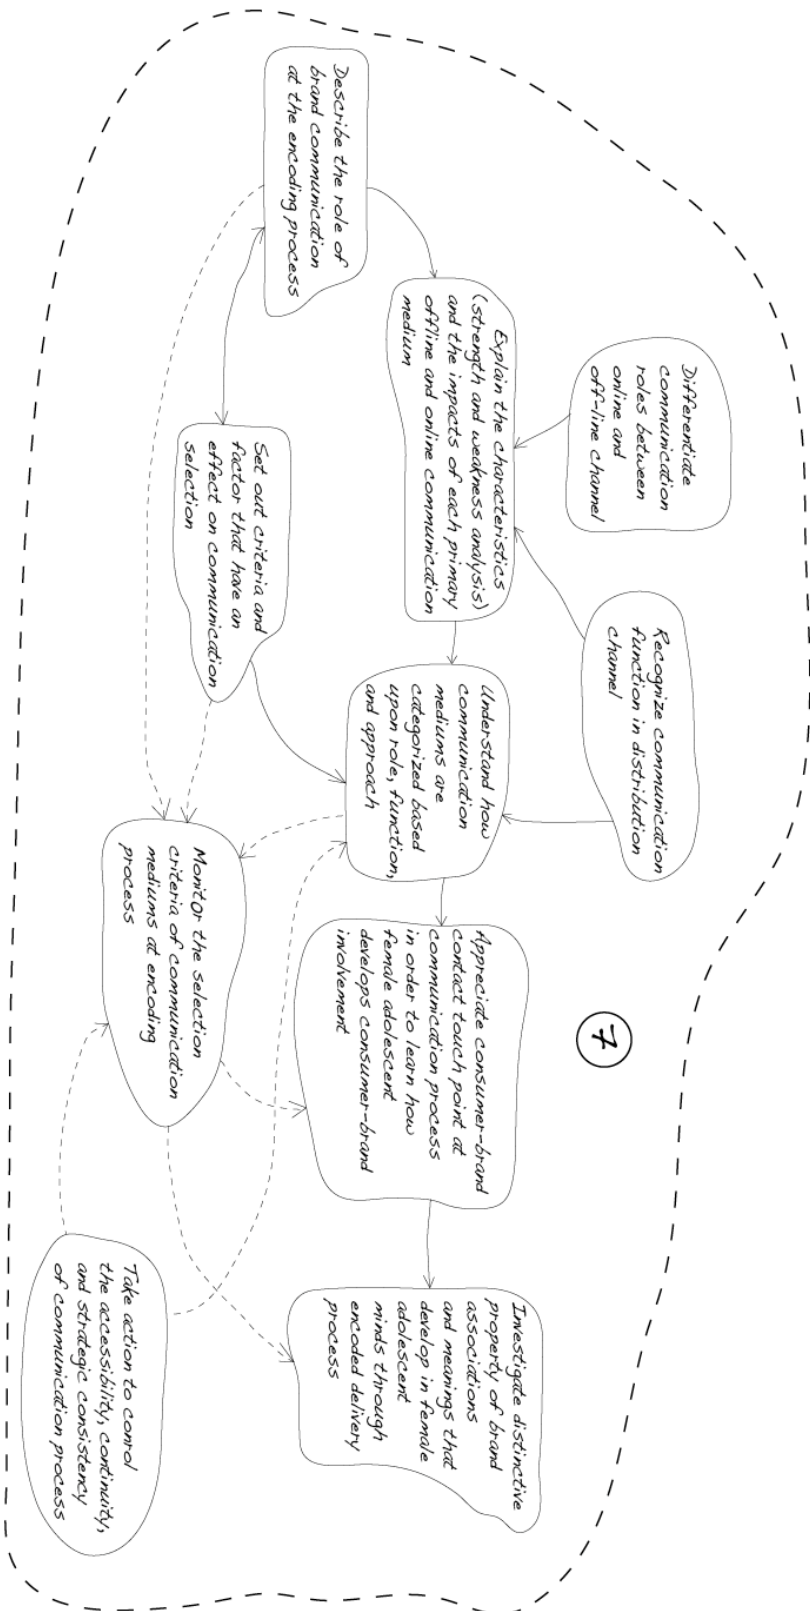 Differentiate
communication
roles between
online and
off-line channel
Recognize communication
function in distribution
channel
7
Describe the role of
brand communication
at the encoding process
Explain the characteristics
(strength and weakness analysis)
and the impacts of each primary
offline and online communication
medium
Understand how
communication
mediums are
categorized based
upon role, function,
and approach
Appreciate consumer-brand
contact touch point at
communication process
in order to learn how
female adolescent
develops consumer-brand
involvement
Investigate distinctive
property of brand
associations
and meanings that
develop in female
adolescent
minds through
encoded delivery
process
Set out criteria and
factor that have an
effect on communication
selection
Monitor the selection
criteria of communication
mediums at encoding
process
Take action to conrol
the accessibility, continuity,
and strategic consistency
of communication process